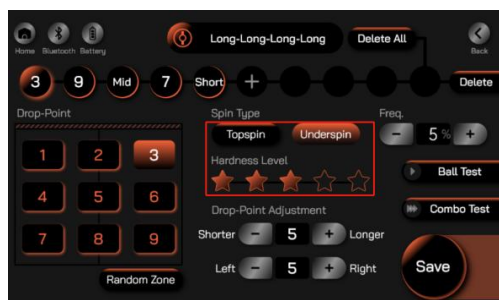 Long-Long-Long-Long
Delete All
Home
Bluetooth
Battery
Back
3
9
Mid
7
Short
+
Delete
Drop-Point
Spin Type
Freq.
Topspin
Underspin
- 5 % +
1 2 3
Hardness Level
Ball Test
4 5 6
Drop-Point Adjustment
Combo Test
7 8 9
Shorter - 5 + Longer
Left - 5 + Right
Save
Random Zone